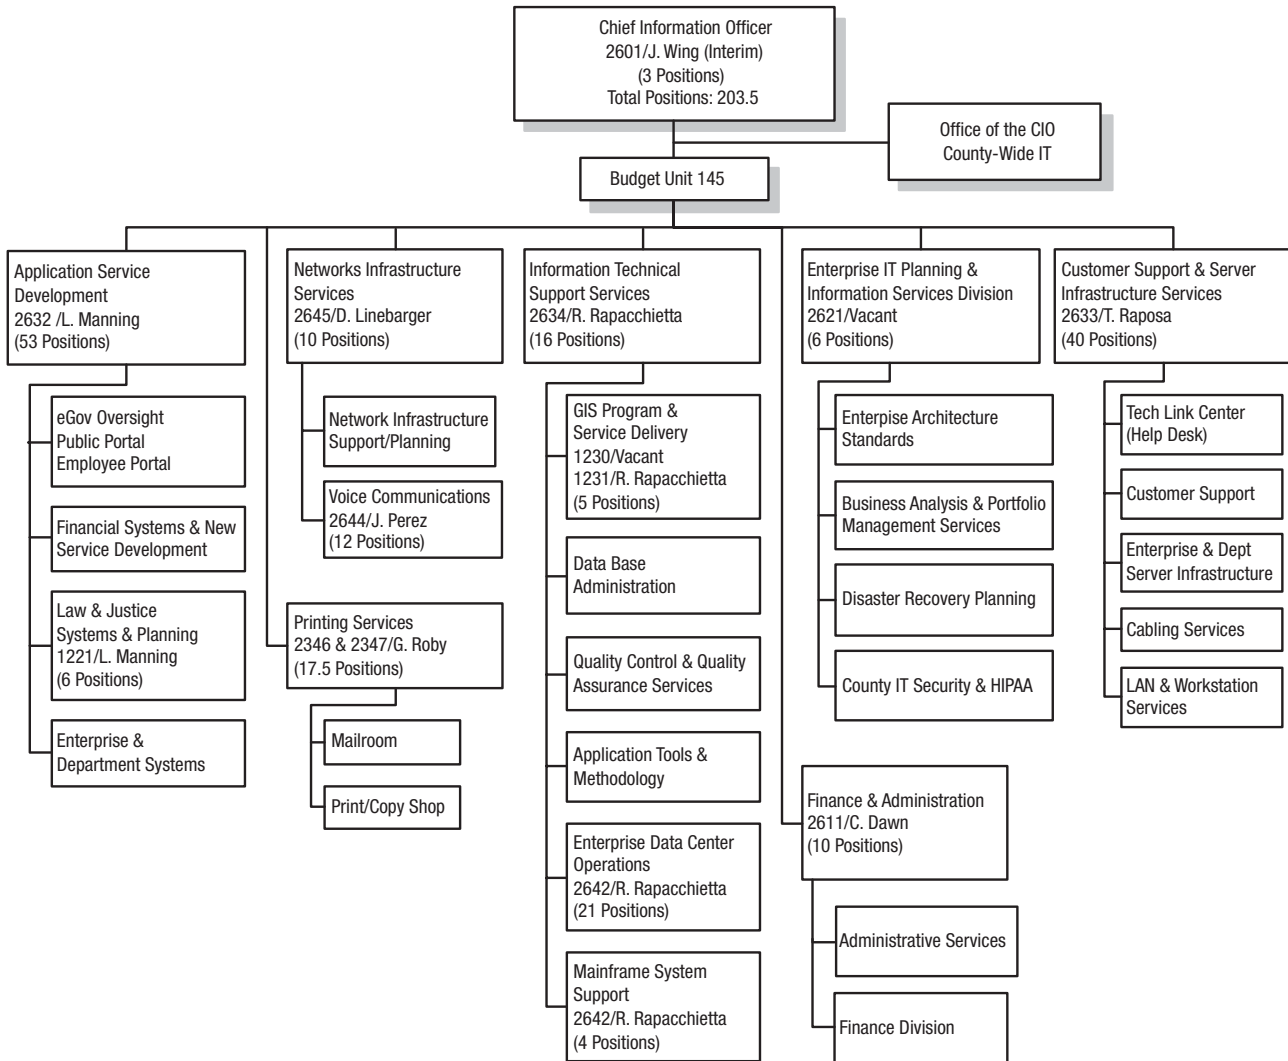 Chief Information Officer
2601/J. Wing (Interim)
(3 Positions)
Total Positions: 203.5
Office of the CIO
County-Wide IT
Budget Unit 145
Application Service
Development
2632 /L. Manning
(53 Positions)
eGov Oversight
Public Portal
Employee Portal
Financial Systems & New
Service Development
Law & Justice
Systems & Planning
1221/L. Manning
(6 Positions)
Enterprise &
Department Systems
Networks Infrastructure
Services
2645/D. Linebarger
(10 Positions)
Network Infrastructure
Support/Planning
Voice Communications
2644/J. Perez
(12 Positions)
Printing Services
2346 & 2347/G. Roby
(17.5 Positions)
Mailroom
Print/Copy Shop
Information Technical
Support Services
2634/R. Rapacchietta
(16 Positions)
GIS Program &
Service Delivery
1230/Vacant
1231/R. Rapacchietta
(5 Positions)
Data Base
Administration
Quality Control & Quality
Assurance Services
Application Tools &
Methodology
Enterprise Data Center
Operations
2642/R. Rapacchietta
(21 Positions)
Mainframe System
Support
2642/R. Rapacchietta
(4 Positions)
Enterprise IT Planning &
Information Services Division
2621/Vacant
(6 Positions)
Enterpise Architecture
Standards
Business Analysis & Portfolio
Management Services
Disaster Recovery Planning
County IT Security & HIPAA
Finance & Administration
2611/C. Dawn
(10 Positions)
Administrative Services
Finance Division
Customer Support & Server
Infrastructure Services
2633/T. Raposa
(40 Positions)
Tech Link Center
(Help Desk)
Customer Support
Enterprise & Dept
Server Infrastructure
Cabling Services
LAN & Workstation
Services